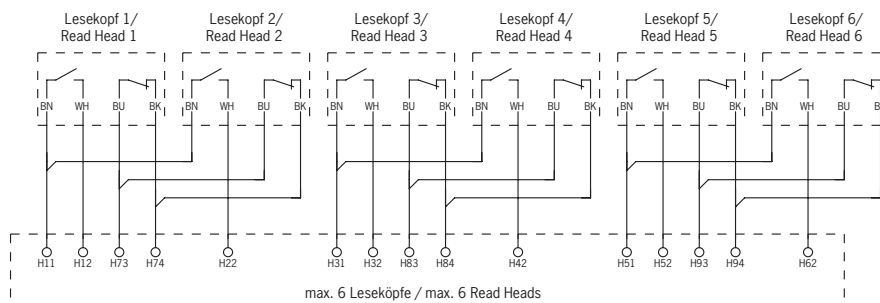 Lesekopf 1/ Lesekopf 2/ Lesekopf 3/ Lesekopf 4/ Lesekopf 5/ Lesekopf 6/
Read Head 1 Read Head 2 Read Head 3 Read Head 4 Read Head 5 Read Head 6
BN WH BU BK BN WH BU BK BN WH BU BK BN WH BU BK BN WH BU BK BN WH BU
H11 H12 H73 H74 H22 H31 H32 H83 H84 H42 H51 H52 H93 H94 H62
max. 6 Leseköpfe / max. 6 Read Heads